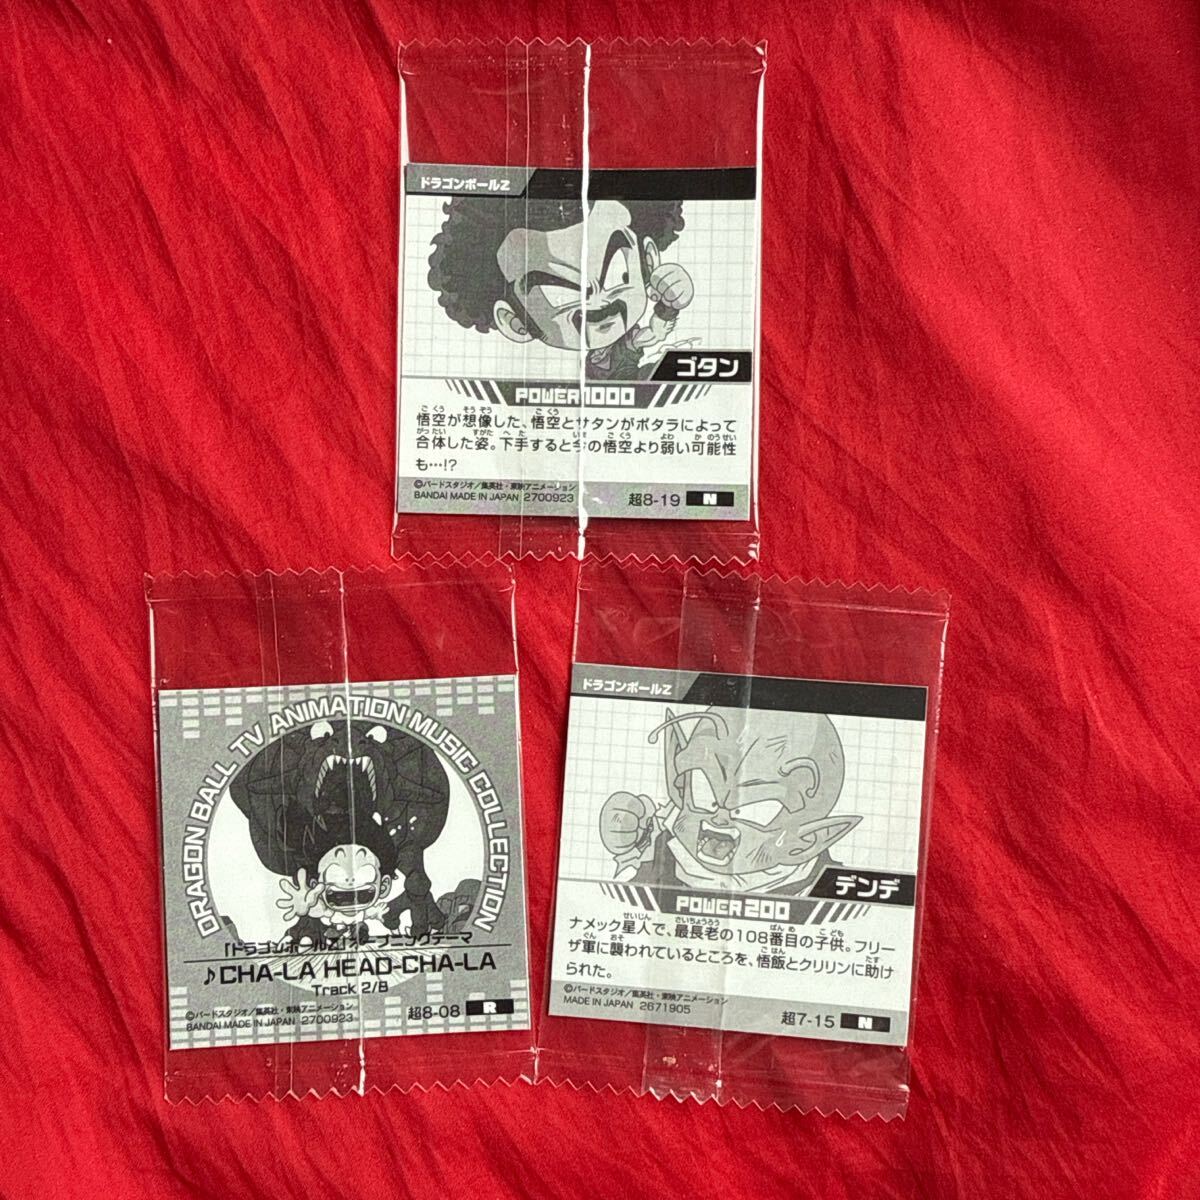 ドラゴンボールZ
ゴタン
POWER1000
悟空が想像した、悟空とサタンがポタラによって
合体した姿。下手すると今の悟空より弱い可能性
も…!?
©バードスタジオ／集英社・東映アニメーション
BANDAI MADE IN JAPAN 2700923
超8-19 N
DRAGON BALL TV ANIMATION MUSIC COLLECTION
「ドラゴンボールZ」オープニングテーマ
♪CHA-LA HEAD-CHA-LA
Track 2/8
©バードスタジオ／集英社・東映アニメーション
BANDAI MADE IN JAPAN 2700923
超8-08 R
ドラゴンボールZ
デンデ
POWER200
ナメック星人で、最長老の108番目の子供。フリー
ザ軍に襲われているところを、悟飯とクリリンに助け
られた。
©バードスタジオ／集英社・東映アニメーション
MADE IN JAPAN 2671905
超7-15 N